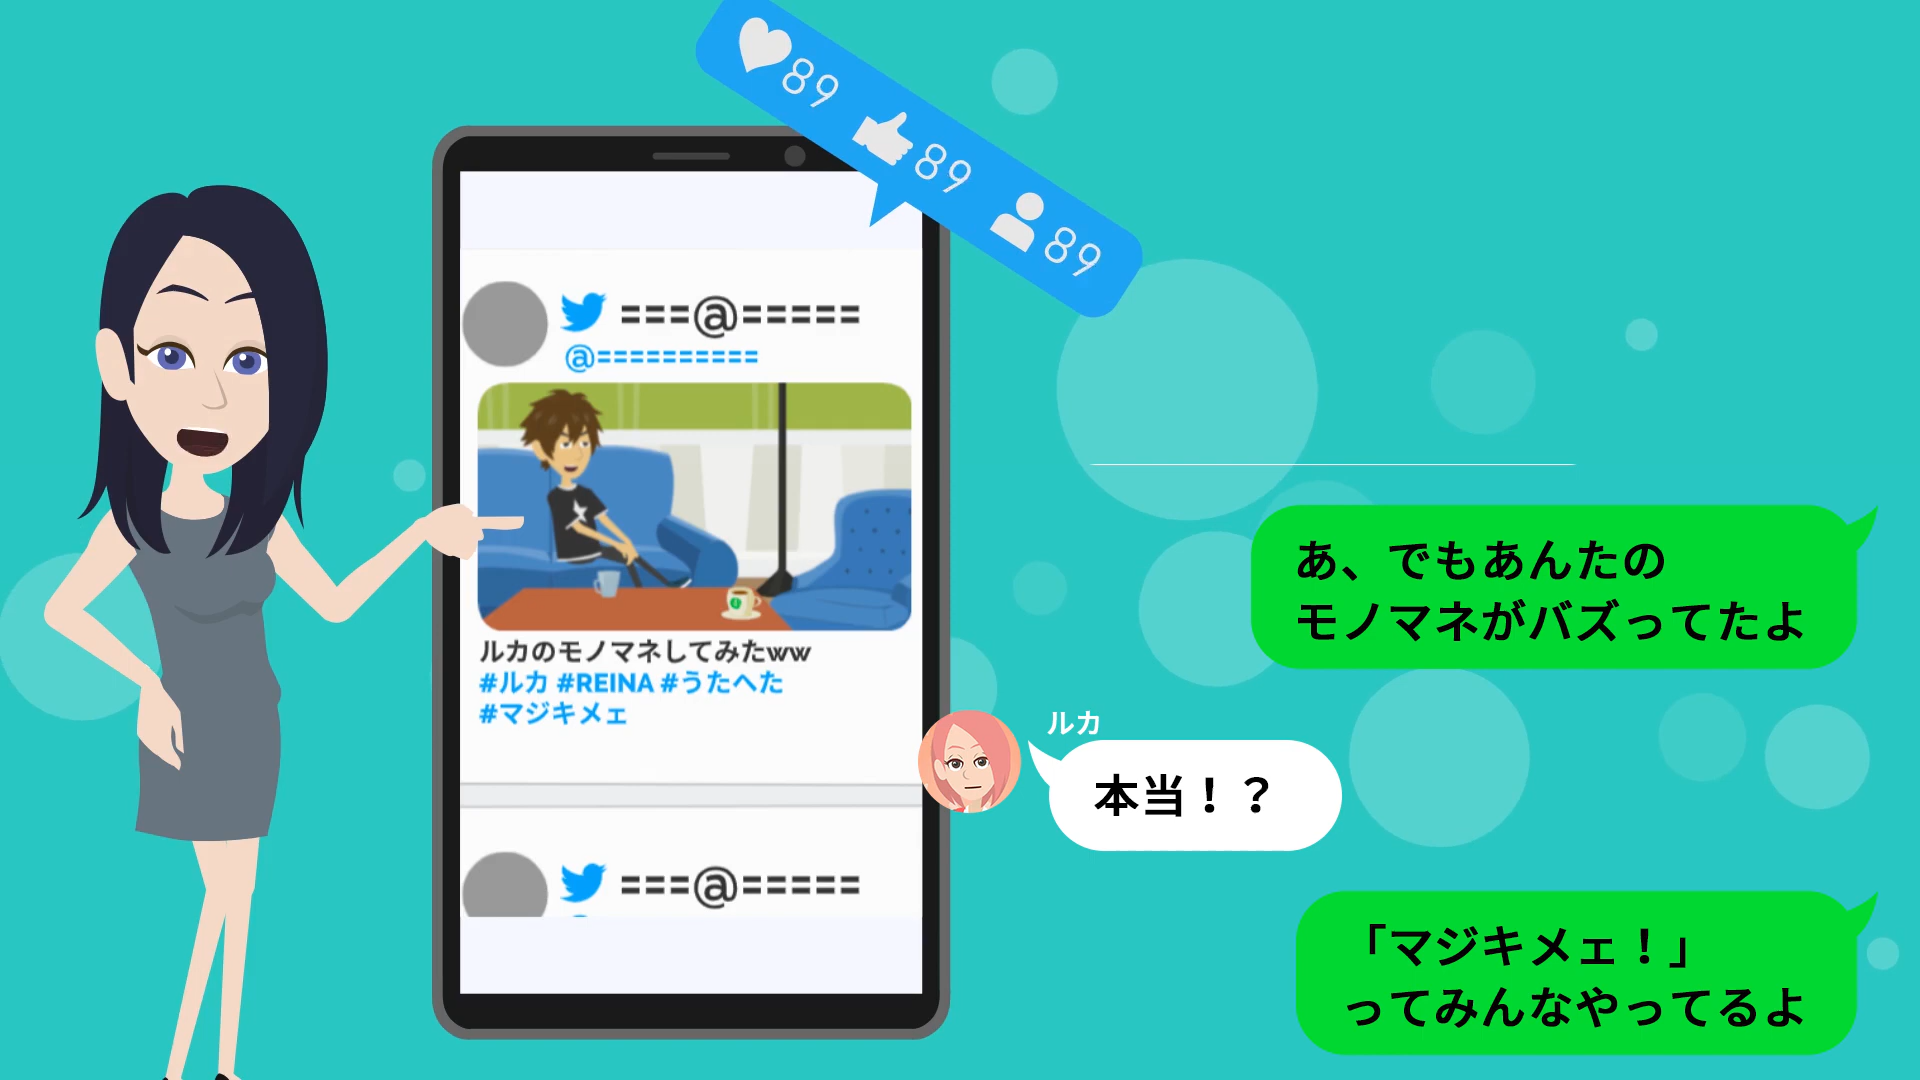 89 89 89
===@=====
@==========
ルカのモノマネしてみたww
#ルカ #REINA #うたへた
#マジキメェ
===@=====
あ、でもあんたの
モノマネがバズってたよ
ルカ
本当！？
「マジキメェ！」
ってみんなやってるよ